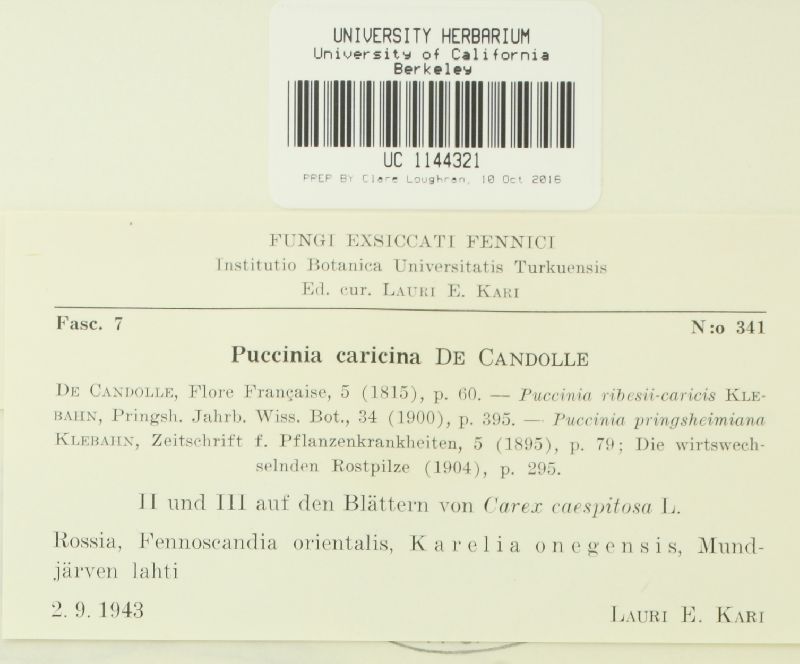 UNIVERSITY HERBARIUM
University of California
Berkeley
UC 1144321
PREP BY Clare Loughran, 10 Oct 2016
FUNGI EXSICCATI FENNICI
Institutio Botanica Universitatis Turkuensis
Ed. cur. LAURI E. KARI
Fasc. 7 N:o 341
Puccinia caricina DE CANDOLLE
DE CANDOLLE, Flore Française, 5 (1815), p. 60. — Puccinia ribesii-caricis KLE-
BAHN, Pringsh. Jahrb. Wiss. Bot., 34 (1900), p. 395. — Puccinia pringsheimiana
KLEBAHN, Zeitschrift f. Pflanzenkrankheiten, 5 (1895), p. 79; Die wirtswech-
selnden Rostpilze (1904), p. 295.
II und III auf den Blättern von Carex caespitosa L.
Rossia, Fennoscandia orientalis, Karelia onegensis, Mund-
järven lahti
2. 9. 1943 LAURI E. KARI